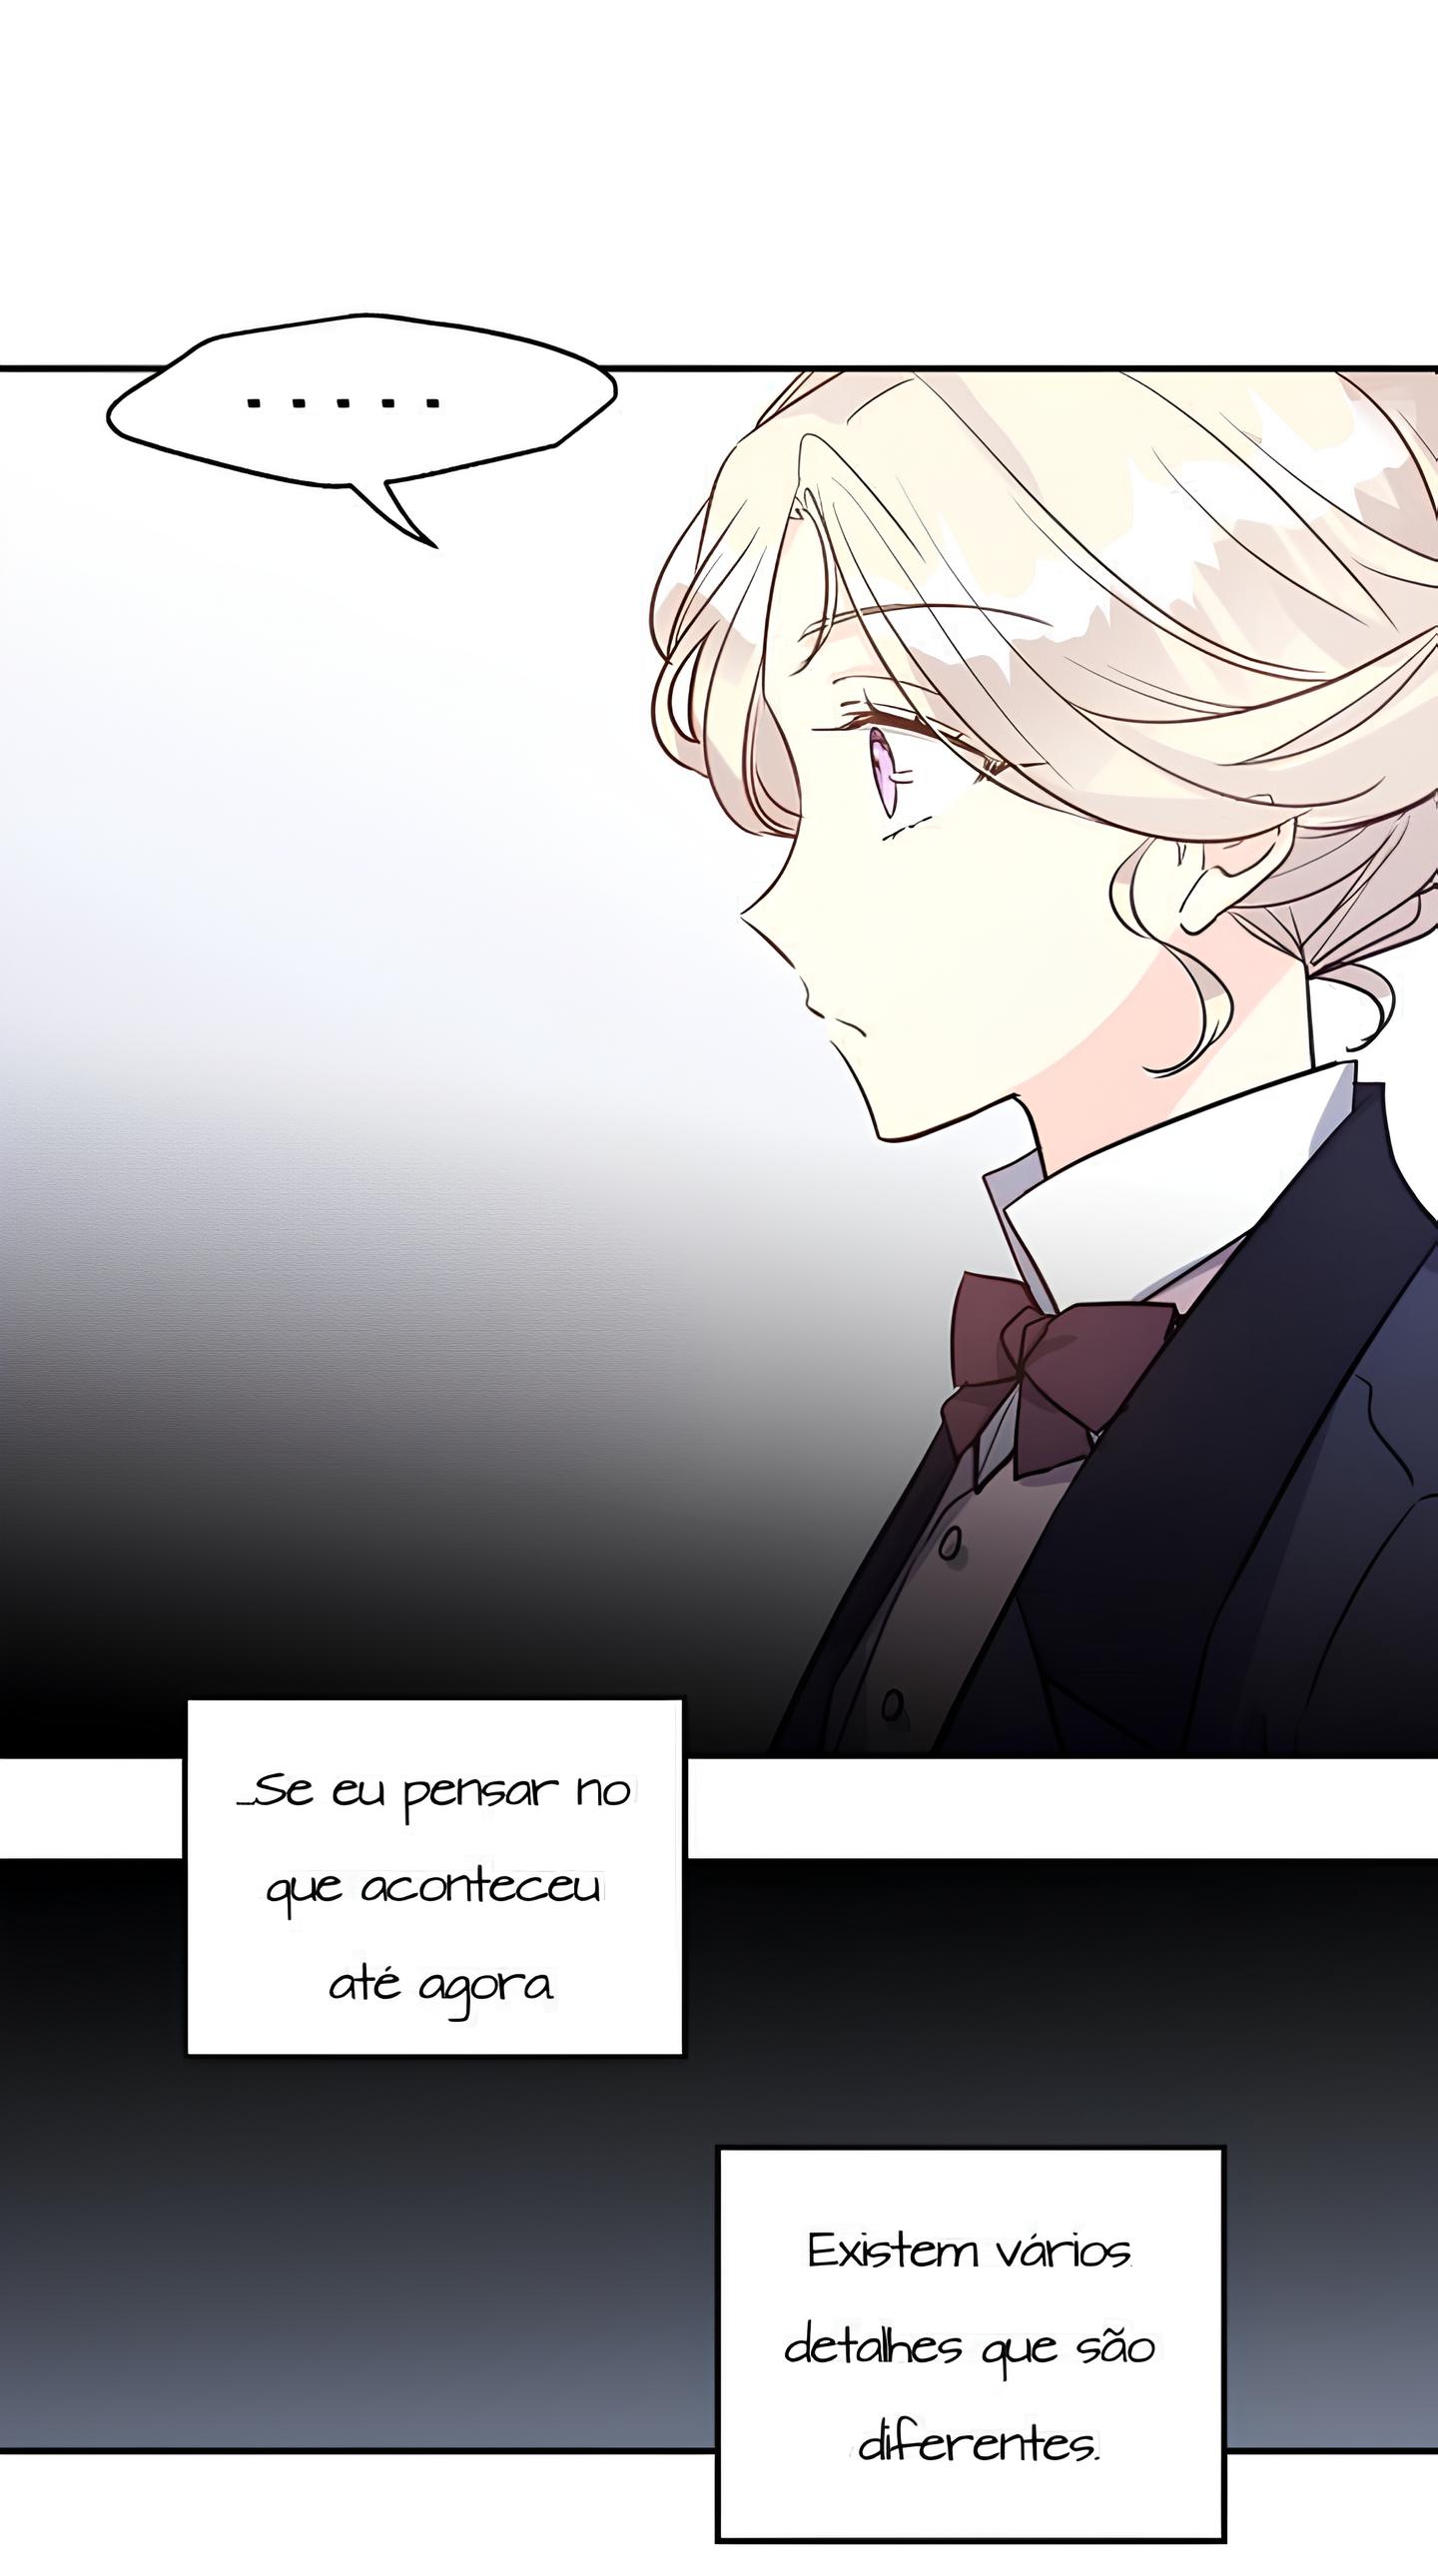 .....
...Se eu pensar no
que aconteceu
até agora
Existem vários
detalhes que são
diferentes.